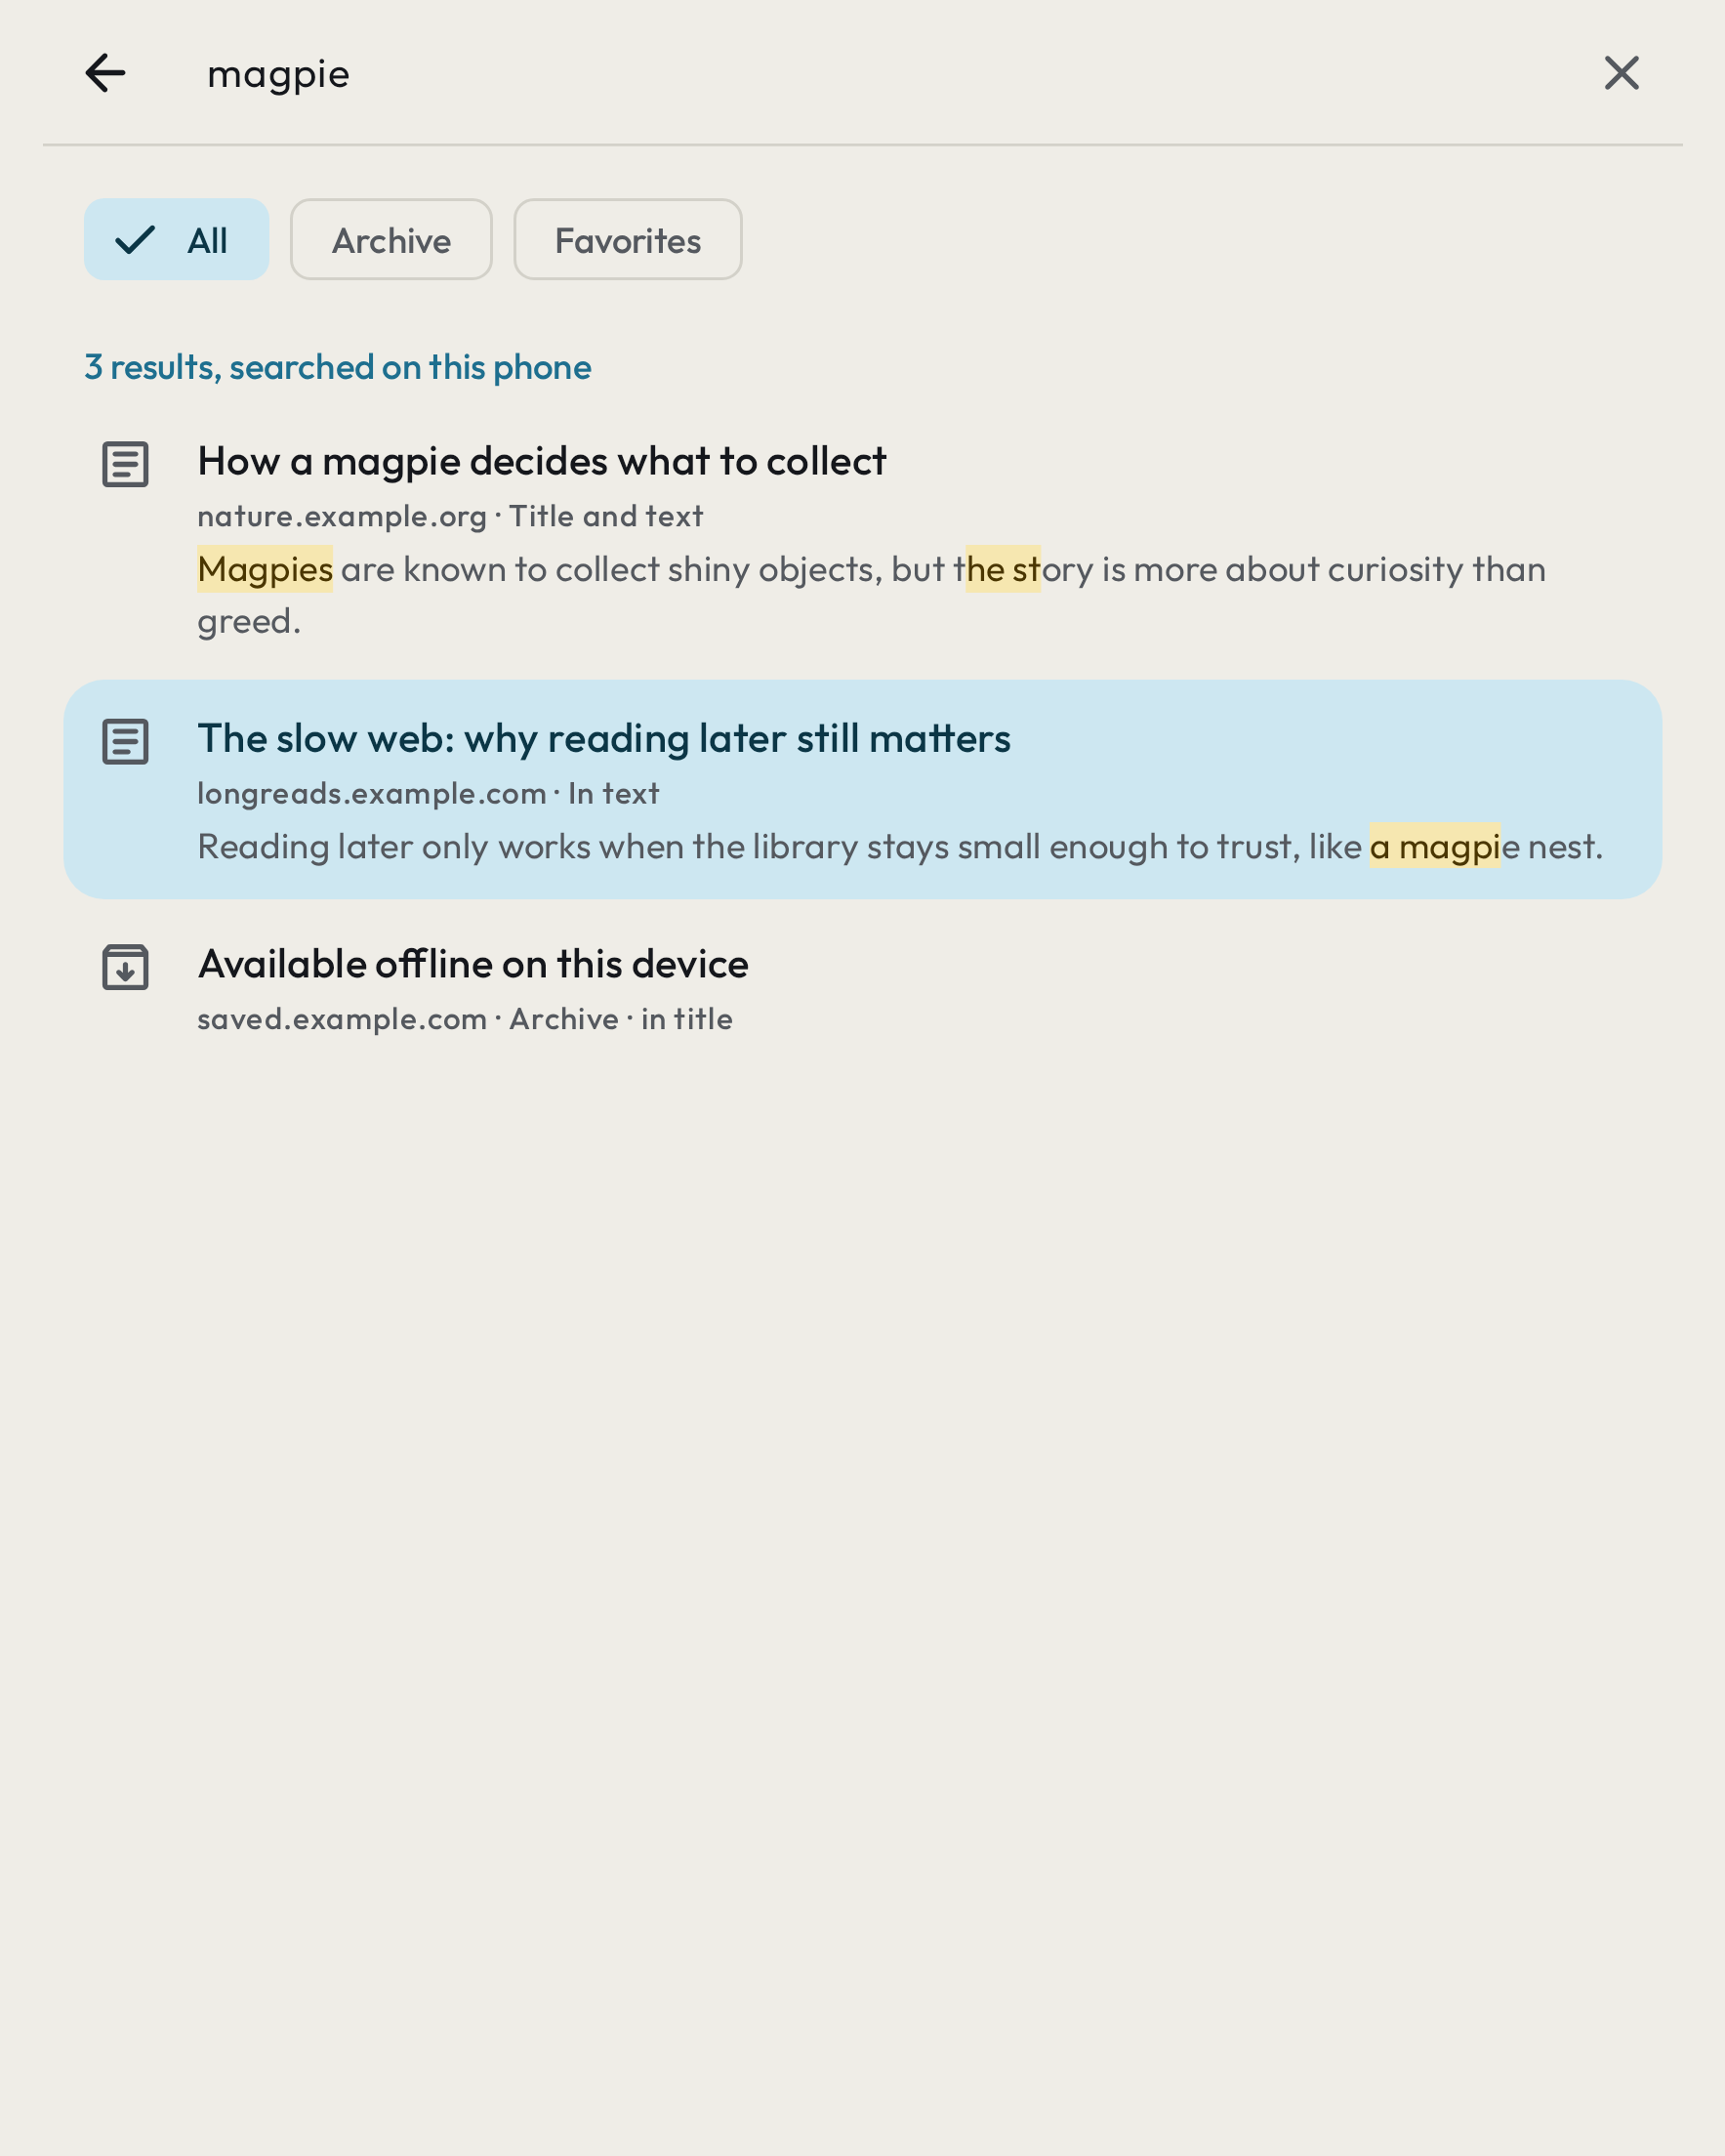 magpie
All
Archive
Favorites
3 results, searched on this phone
How a magpie decides what to collect
nature.example.org · Title and text
Magpies are known to collect shiny objects, but the story is more about curiosity than
greed.
The slow web: why reading later still matters
longreads.example.com · In text
Reading later only works when the library stays small enough to trust, like a magpie nest.
Available offline on this device
saved.example.com · Archive · in title